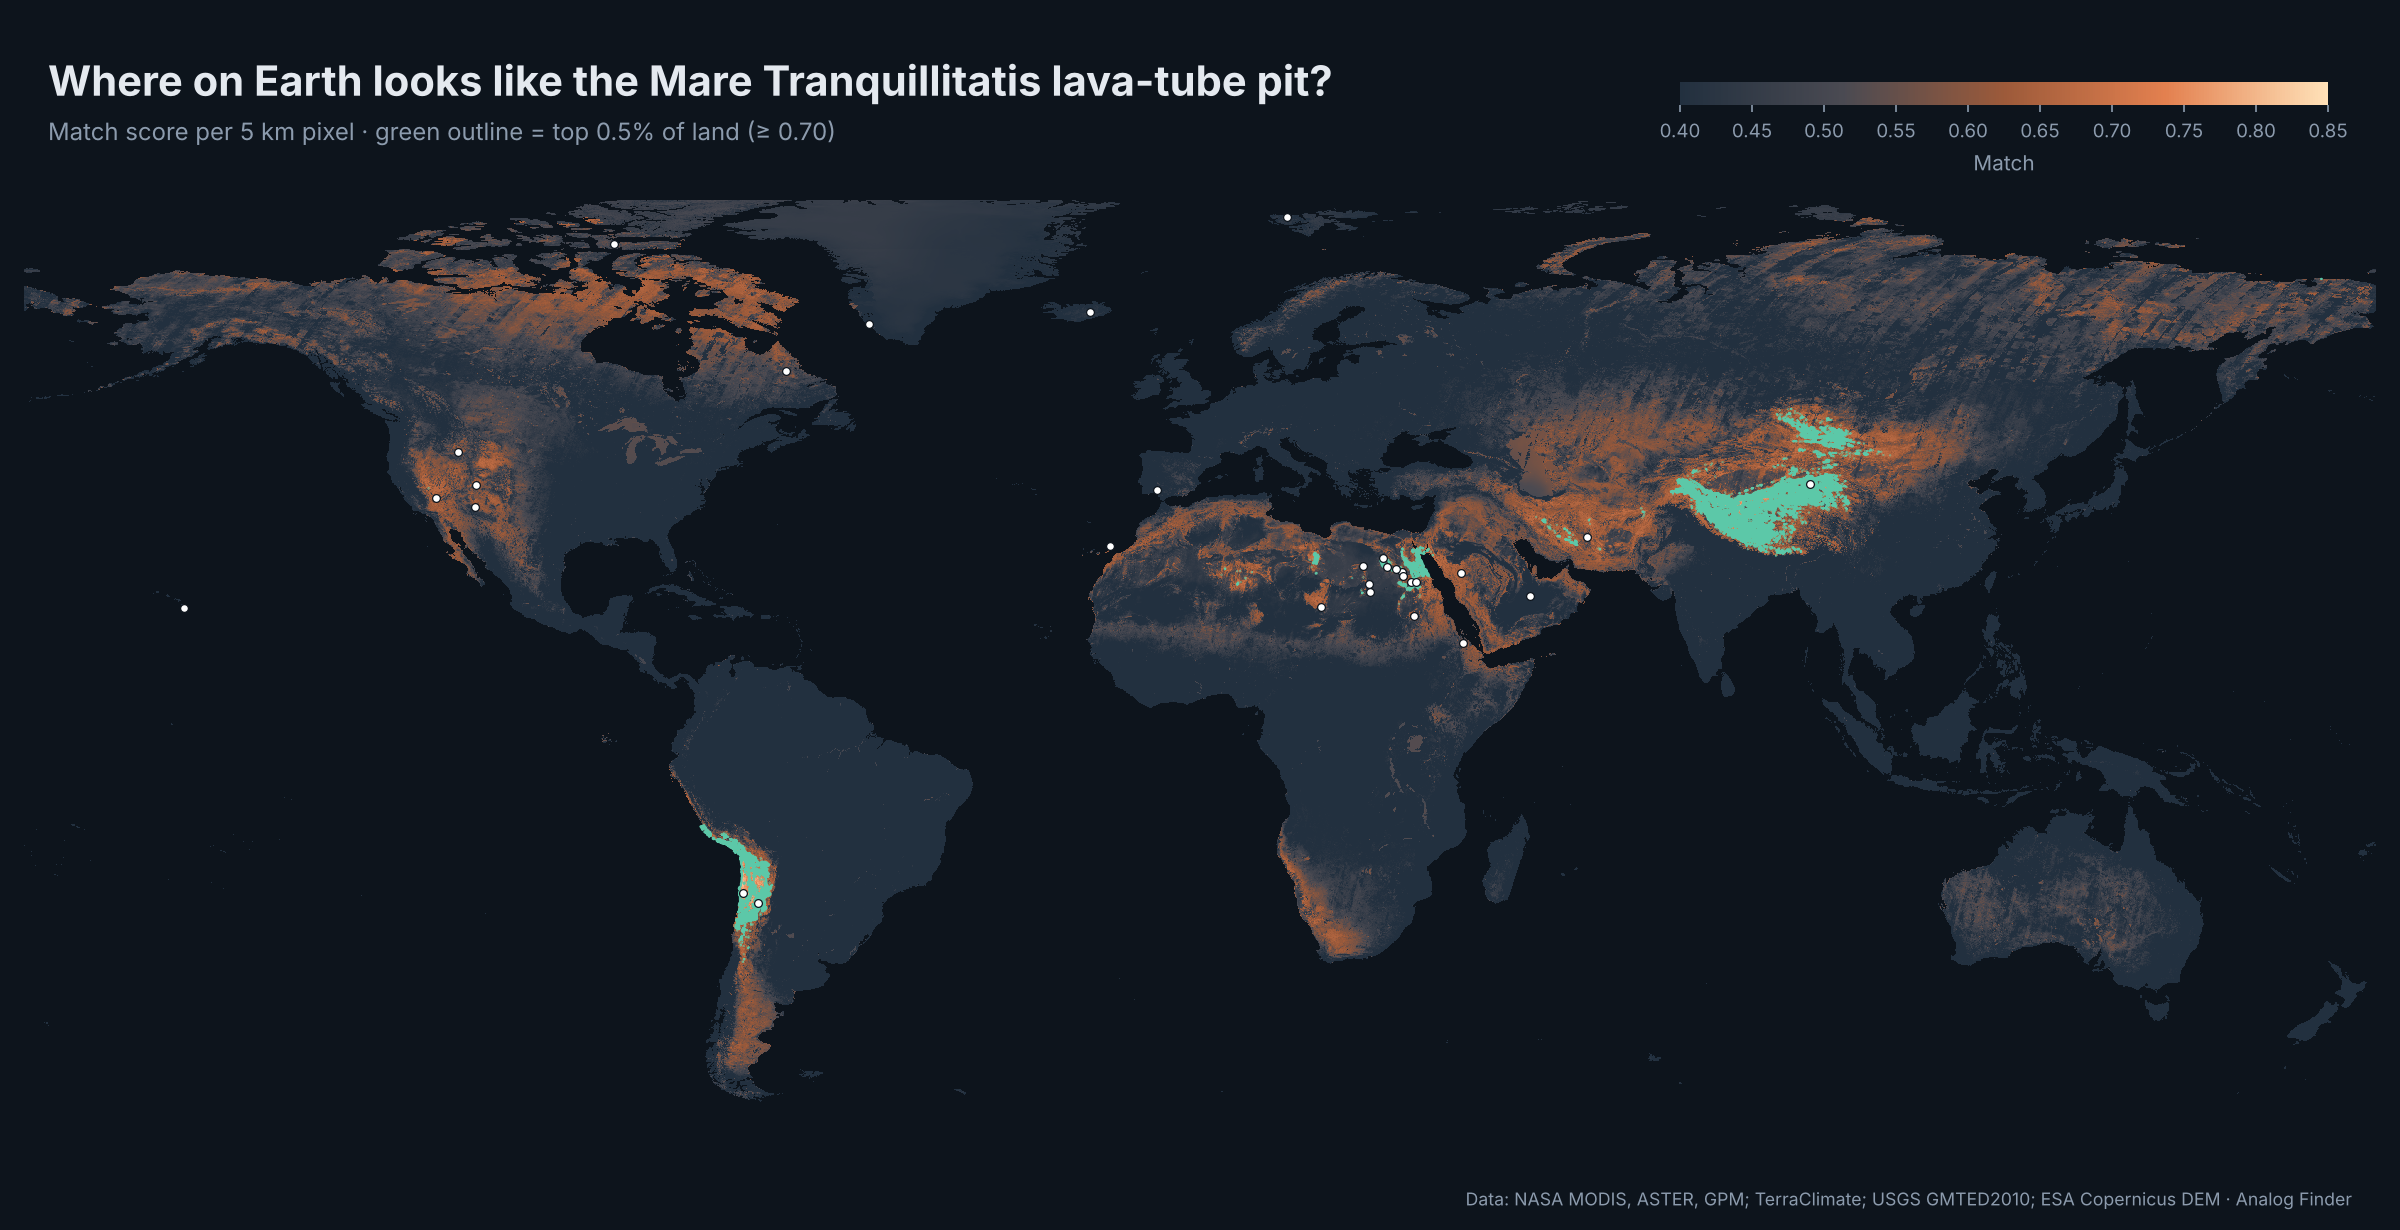 Where on Earth looks like the Mare Tranquillitatis lava-tube pit?
Match score per 5 km pixel · green outline = top 0.5% of land (≥ 0.70)
0.40 0.45 0.50 0.55 0.60 0.65 0.70 0.75 0.80 0.85
Match
Data: NASA MODIS, ASTER, GPM; TerraClimate; USGS GMTED2010; ESA Copernicus DEM · Analog Finder